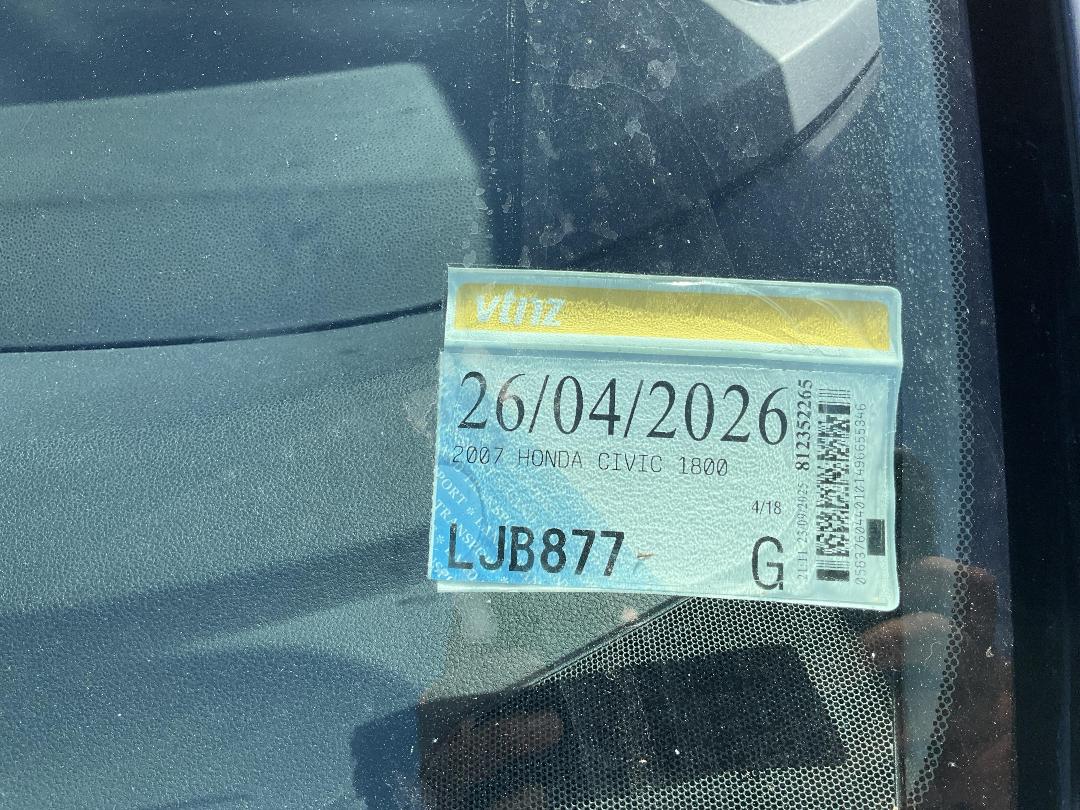 vtnz
26/04/2026
2007 HONDA CIVIC 1800
4/18
LJB877
G
812352265